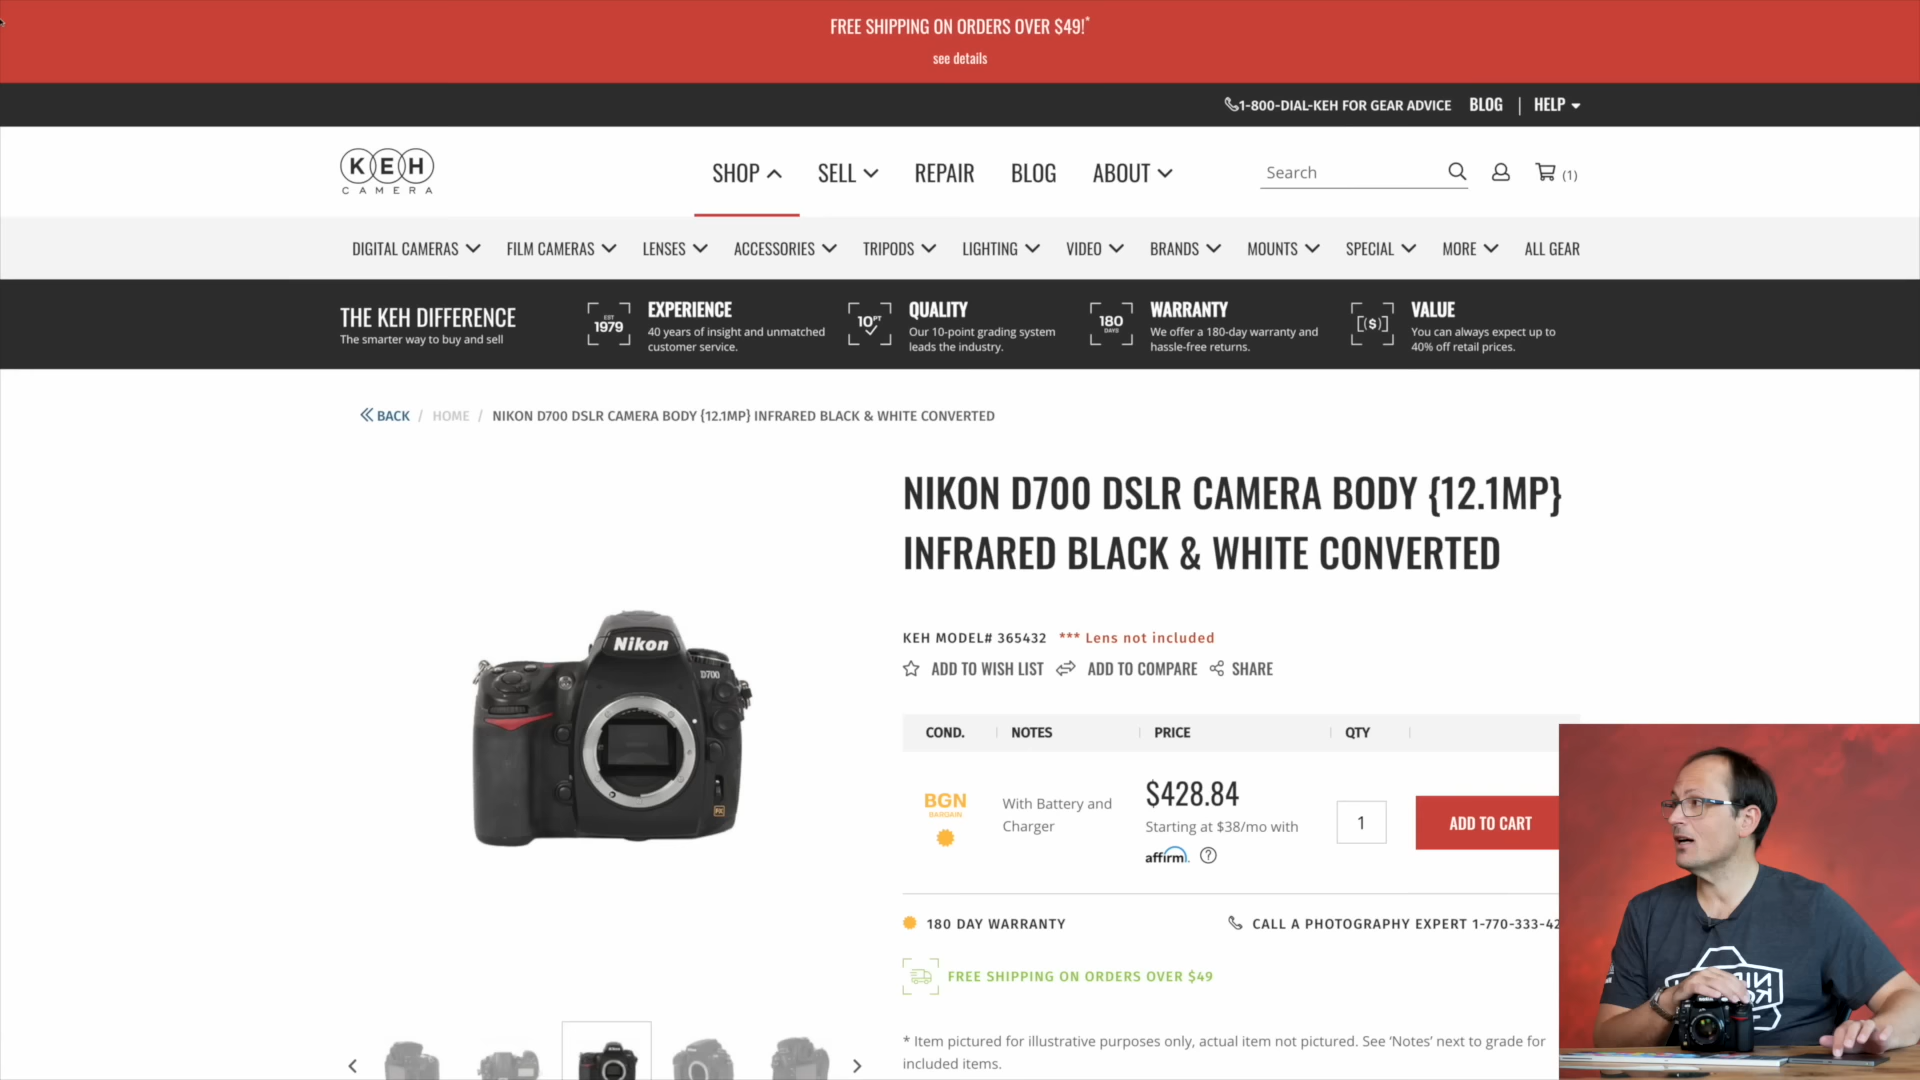 FREE SHIPPING ON ORDERS OVER $49!*
see details
1-800-DIAL-KEH FOR GEAR ADVICE BLOG | HELP
KEH
CAMERA
SHOP SELL REPAIR BLOG ABOUT Search (1)
DIGITAL CAMERAS FILM CAMERAS LENSES ACCESSORIES TRIPODS LIGHTING VIDEO BRANDS MOUNTS SPECIAL MORE ALL GEAR
THE KEH DIFFERENCE
The smarter way to buy and sell
EST
1979
EXPERIENCE
40 years of insight and unmatched
customer service.
10PT
QUALITY
Our 10-point grading system
leads the industry.
180
DAYS
WARRANTY
We offer a 180-day warranty and
hassle-free returns.
($)
VALUE
You can always expect up to
40% off retail prices.
BACK / HOME / NIKON D700 DSLR CAMERA BODY {12.1MP} INFRARED BLACK & WHITE CONVERTED
NIKON D700 DSLR CAMERA BODY {12.1MP}
INFRARED BLACK & WHITE CONVERTED
KEH MODEL# 365432 *** Lens not included
ADD TO WISH LIST ADD TO COMPARE SHARE
Nikon
D700
FX
COND. NOTES PRICE QTY
BGN
BARGAIN
With Battery and
Charger
$428.84
Starting at $38/mo with
affirm ?
1
ADD TO CART
180 DAY WARRANTY CALL A PHOTOGRAPHY EXPERT 1-770-333-42
FREE SHIPPING ON ORDERS OVER $49
* Item pictured for illustrative purposes only, actual item not pictured. See ‘Notes’ next to grade for
included items.